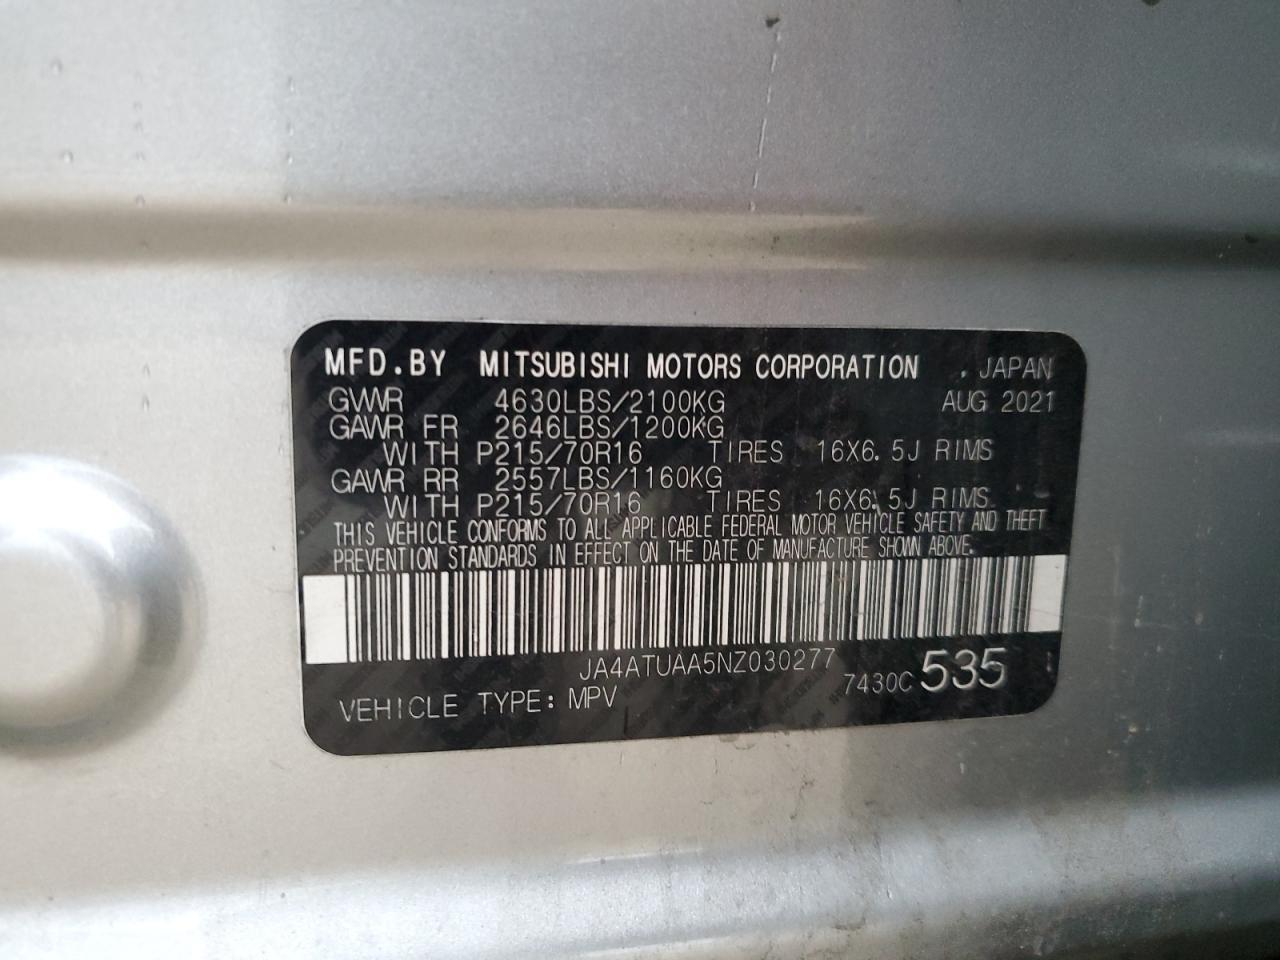 MFD.BY MITSUBISHI MOTORS CORPORATION . JAPAN
GVWR 4630LBS/2100KG AUG 2021
GAWR FR 2646LBS/1200KG
WITH P215/70R16 TIRES 16X6.5J RIMS
GAWR RR 2557LBS/1160KG
WITH P215/70R16 TIRES 16X6.5J RIMS
THIS VEHICLE CONFORMS TO ALL APPLICABLE FEDERAL MOTOR VEHICLE SAFETY AND THEFT
PREVENTION STANDARDS IN EFFECT ON THE DATE OF MANUFACTURE SHOWN ABOVE.
JA4ATUAA5NZ030277
7430C 535
VEHICLE TYPE: MPV